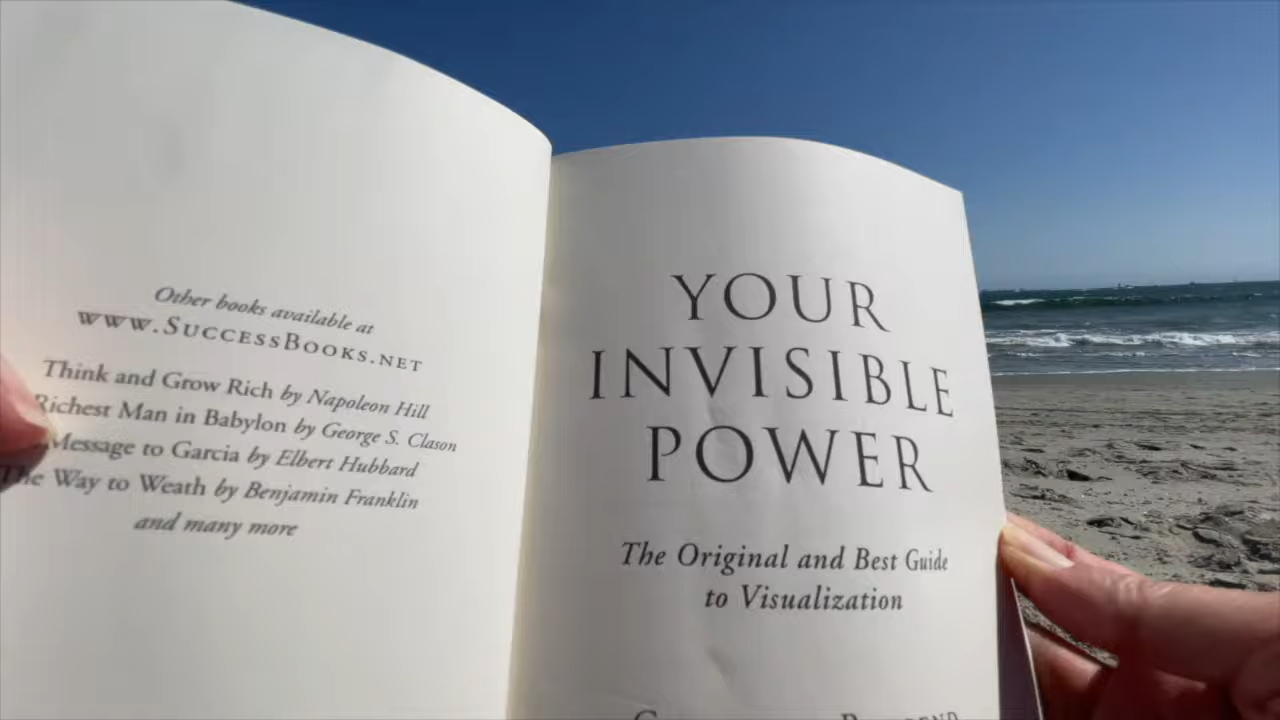 Other books available at
www.SuccessBooks.net
Think and Grow Rich by Napoleon Hill
Richest Man in Babylon by George S. Clason
Message to Garcia by Elbert Hubbard
The Way to Weath by Benjamin Franklin
and many more
YOUR
INVISIBLE
POWER
The Original and Best Guide
to Visualization